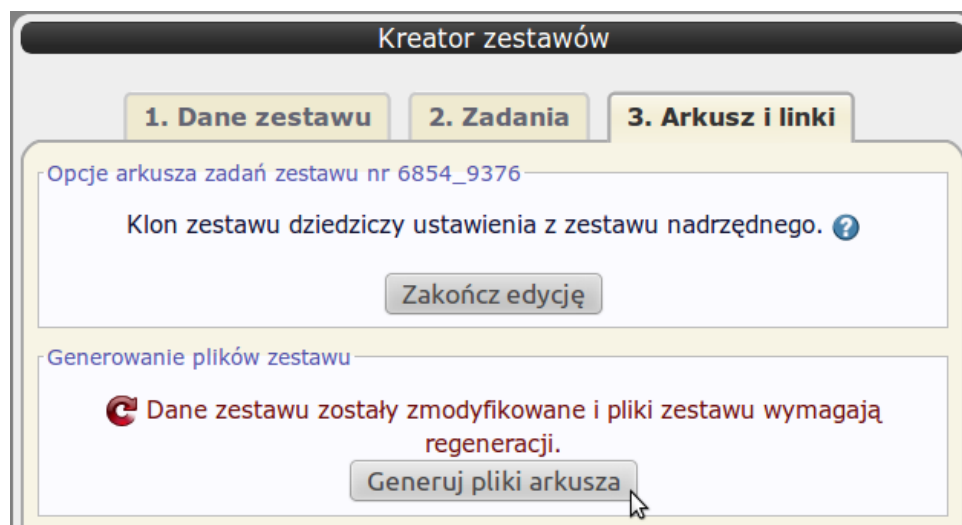 Kreator zestawów
1. Dane zestawu 2. Zadania 3. Arkusz i linki
Opcje arkusza zadań zestawu nr 6854_9376
Klon zestawu dziedziczy ustawienia z zestawu nadrzędnego. ?
Zakończ edycję
Generowanie plików zestawu
Dane zestawu zostały zmodyfikowane i pliki zestawu wymagają
regeneracji.
Generuj pliki arkusza